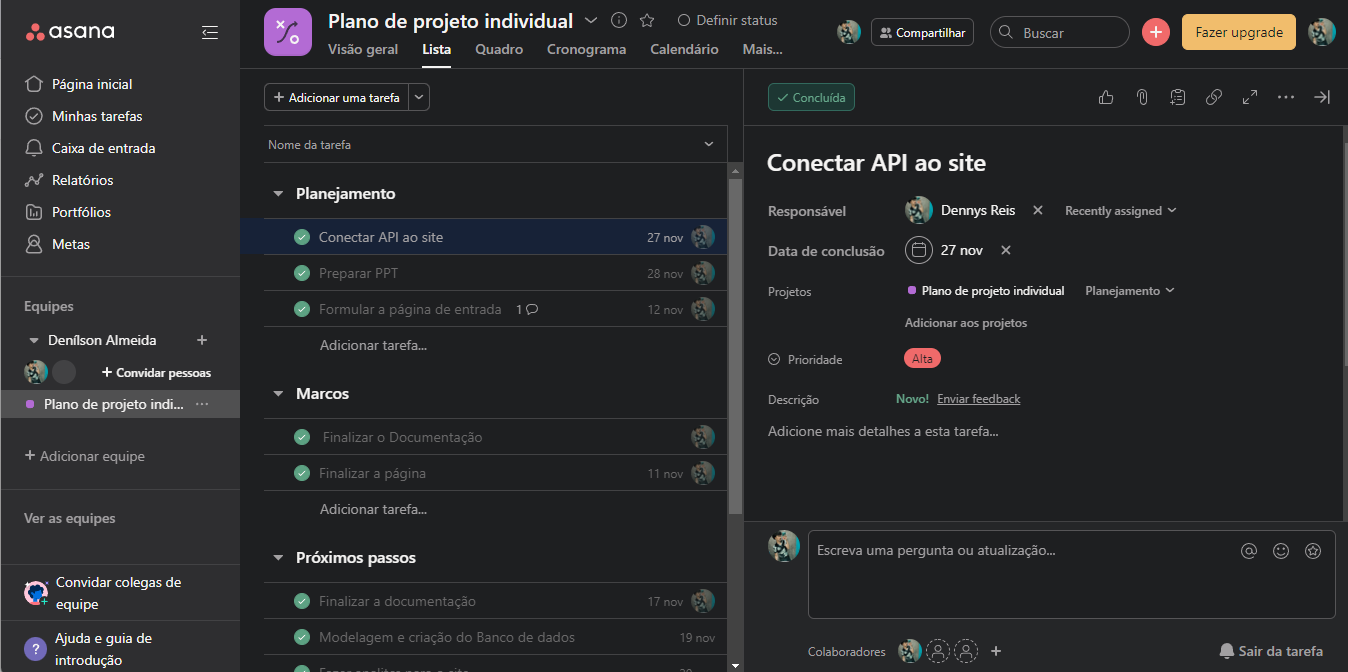 asana
Página inicial
Minhas tarefas
Caixa de entrada
Relatórios
Portfólios
Metas
Equipes
Denílson Almeida
+ Convidar pessoas
Plano de projeto indi... ...
+ Adicionar equipe
Ver as equipes
Convidar colegas de
equipe
? Ajuda e guia de
introdução
Plano de projeto individual
Definir status
Visão geral Lista Quadro Cronograma Calendário Mais...
Compartilhar
Buscar
Fazer upgrade
+ Adicionar uma tarefa
Nome da tarefa
Planejamento
Conectar API ao site 27 nov
Preparar PPT 28 nov
Formular a página de entrada 1 12 nov
Adicionar tarefa...
Marcos
Finalizar o Documentação
Finalizar a página 11 nov
Adicionar tarefa...
Próximos passos
Finalizar a documentação 17 nov
Modelagem e criação do Banco de dados 19 nov
Concluída
Conectar API ao site
Responsável Dennys Reis Recently assigned
Data de conclusão 27 nov
Projetos Plano de projeto individual Planejamento
Adicionar aos projetos
Prioridade Alta
Descrição Novo! Enviar feedback
Adicione mais detalhes a esta tarefa...
Escreva uma pergunta ou atualização...
Colaboradores
Sair da tarefa